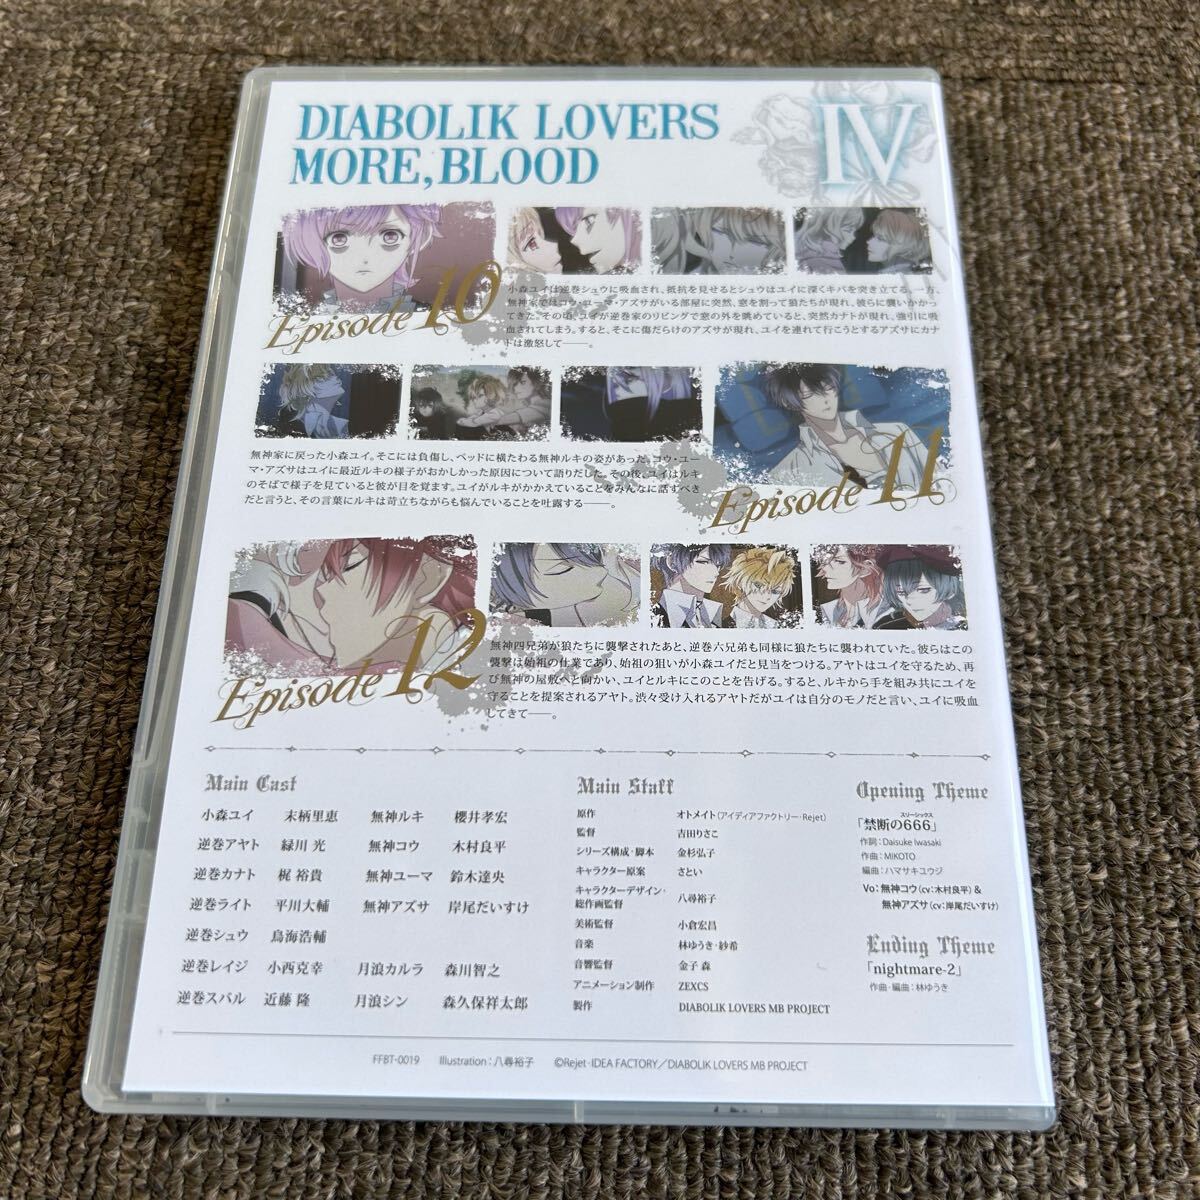 DIABOLIK LOVERS
MORE,BLOOD
IV
Episode 10
小森ユイは逆巻シュウに吸血され、抵抗を見せるとシュウはユイに深くキバを突き立てる。一方、
無神家ではコウ・ユーマ・アズサがいる部屋に突然、窓を割って狼たちが現れ、彼らに襲いかかっ
てきた。その頃、ユイが逆巻家のリビングで窓の外を眺めていると、突然カナトが現れ、強引に吸
血されてしまう。すると、そこに傷だらけのアズサが現れ、ユイを連れて行こうとするアズサにカナ
トは激怒して――。
無神家に戻った小森ユイ。そこには負傷し、ベッドに横たわる無神ルキの姿があった。コウ・ユー
マ・アズサはユイに最近ルキの様子がおかしかった原因について語りだした。その後、ユイはルキ
のそばで様子を見ていると彼が目を覚ます。ユイがルキがかかえていることをみんなに話すべき
だと言うと、その言葉にルキは苛立ちながらも悩んでいることを吐露する――。
Episode 11
無神四兄弟が狼たちに襲撃されたあと、逆巻六兄弟も同様に狼たちに襲われていた。彼らはこの
襲撃は始祖の仕業であり、始祖の狙いが小森ユイだと見当をつける。アヤトはユイを守るため、再
び無神の屋敷へと向かい、ユイとルキにこのことを告げる。すると、ルキから手を組み共にユイを
守ることを提案されるアヤト。渋々受け入れるアヤトだがユイは自分のモノだと言い、ユイに吸血
してきて――。
Episode 12
Main Cast
小森ユイ 末柄里恵 無神ルキ 櫻井孝宏
逆巻アヤト 緑川 光 無神コウ 木村良平
逆巻カナト 梶 裕貴 無神ユーマ 鈴木達央
逆巻ライト 平川大輔 無神アズサ 岸尾だいすけ
逆巻シュウ 鳥海浩輔
逆巻レイジ 小西克幸 月浪カルラ 森川智之
逆巻スバル 近藤 隆 月浪シン 森久保祥太郎
Main Staff
原作 オトメイト(アイディアファクトリー・Rejet)
監督 吉田りさこ
シリーズ構成・脚本 金杉弘子
キャラクター原案 さとい
キャラクターデザイン・
総作画監督 八尋裕子
美術監督 小倉宏昌
音楽 林ゆうき・紗希
音響監督 金子 森
アニメーション制作 ZEXCS
製作 DIABOLIK LOVERS MB PROJECT
Opening Theme
スリーシックス
「禁断の666」
作詞:Daisuke Iwasaki
作曲:MIKOTO
編曲:ハマサキユウジ
Vo:無神コウ(cv:木村良平)&
無神アズサ(cv:岸尾だいすけ)
Ending Theme
「nightmare-2」
作曲・編曲:林ゆうき
FFBT-0019 Illustration:八尋裕子 ©Rejet・IDEA FACTORY/DIABOLIK LOVERS MB PROJECT